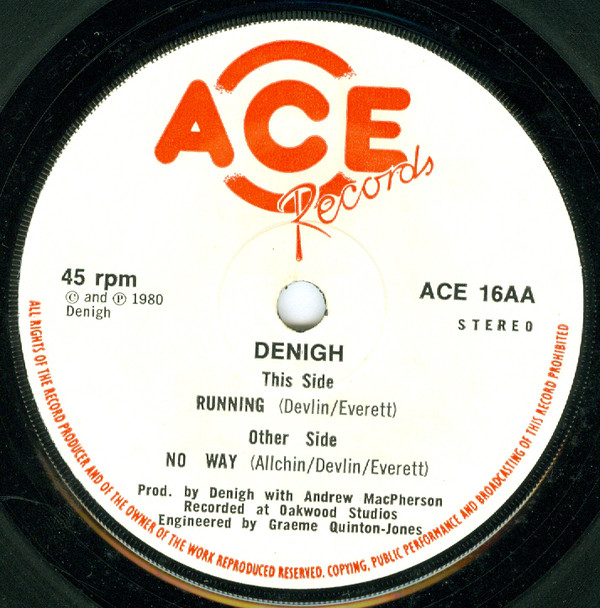 ACE
Records
45 rpm
© and ℗ 1980
Denigh
ACE 16AA
STEREO
DENIGH
This Side
RUNNING (Devlin/Everett)
Other Side
NO WAY (Allchin/Devlin/Everett)
Prod. by Denigh with Andrew MacPherson
Recorded at Oakwood Studios
Engineered by Graeme Quinton-Jones
ALL RIGHTS OF THE RECORD PRODUCER AND OF THE OWNER OF THE WORK REPRODUCED RESERVED. COPYING, PUBLIC PERFORMANCE AND BROADCASTING OF THIS RECORD PROHIBITED